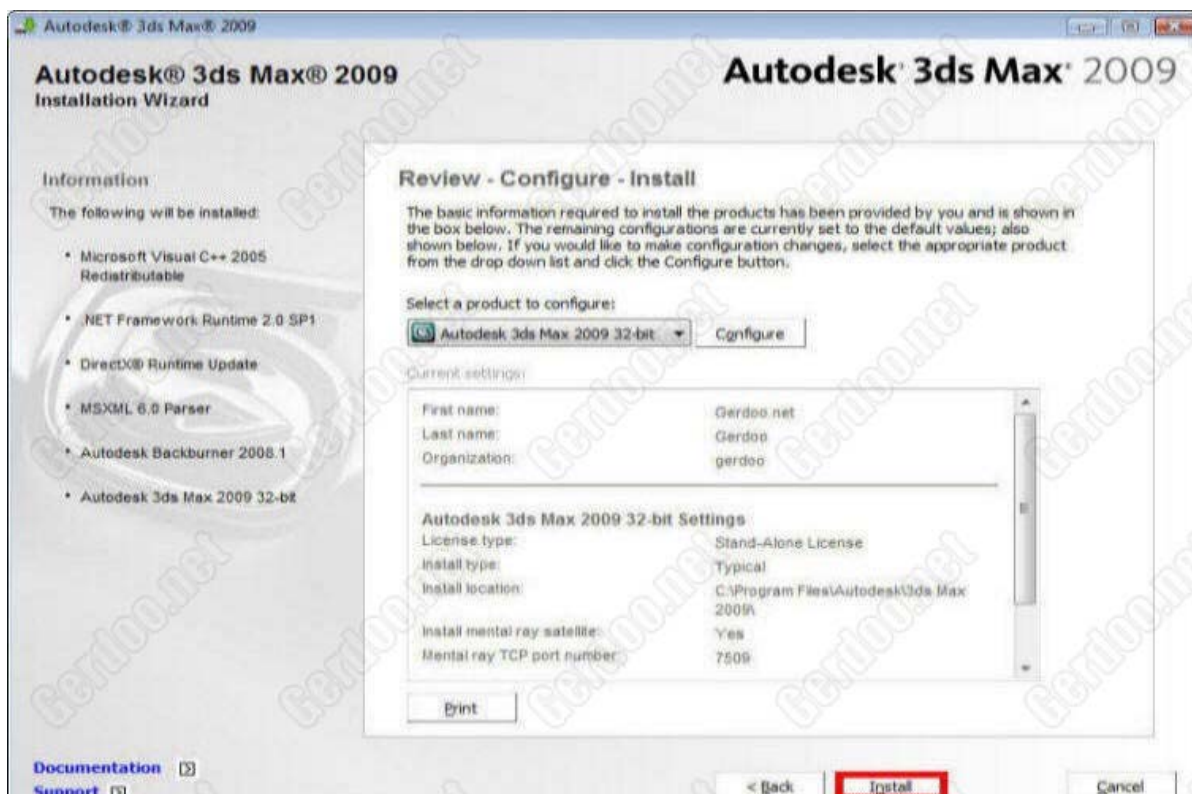 Autodesk® 3ds Max® 2009
Autodesk® 3ds Max® 2009
Installation Wizard
Autodesk® 3ds Max® 2009
Information
The following will be installed:
• Microsoft Visual C++ 2005
Redistributable
• .NET Framework Runtime 2.0 SP1
• DirectX® Runtime Update
• MSXML 6.0 Parser
• Autodesk Backburner 2008.1
• Autodesk 3ds Max 2009 32-bit
Review - Configure - Install
The basic information required to install the products has been provided by you and is shown in
the box below. The remaining configurations are currently set to the default values; also
shown below. If you would like to make configuration changes, select the appropriate product
from the drop down list and click the Configure button.
Select a product to configure:
Autodesk 3ds Max 2009 32-bit
Configure
Current settings:
First name: Gerdoo.net
Last name: Gerdoo
Organization: gerdoo
Autodesk 3ds Max 2009 32-bit Settings
License type: Stand-Alone License
Install type: Typical
Install location: C:\Program Files\Autodesk\3ds Max
2009\
Install mental ray satellite: Yes
Mental ray TCP port number: 7509
Print
Documentation
Support
< Back
Install
Cancel
Gerdoo.net